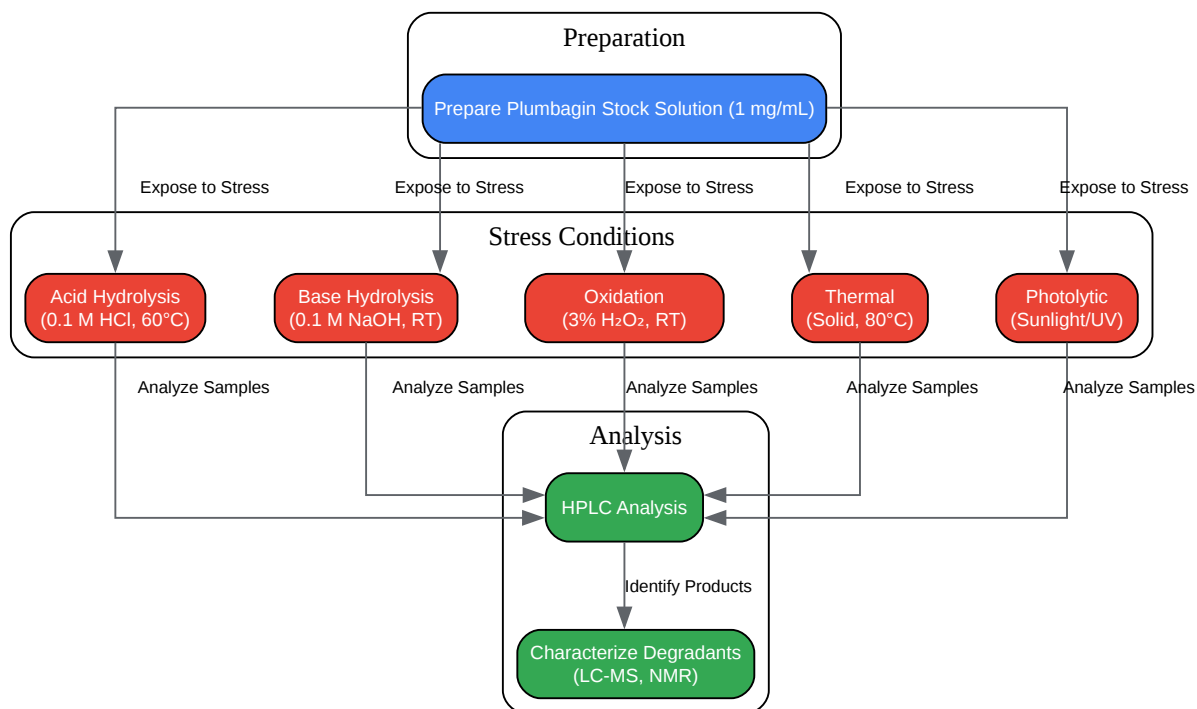 Preparation
Prepare Plumbagin Stock Solution (1 mg/mL)
Expose to Stress
Expose to Stress
Expose to Stress
Expose to Stress
Expose to Stress
Stress Conditions
Acid Hydrolysis
(0.1 M HCl, 60°C)
Base Hydrolysis
(0.1 M NaOH, RT)
Oxidation
(3% H₂O₂, RT)
Thermal
(Solid, 80°C)
Photolytic
(Sunlight/UV)
Analyze Samples
Analyze Samples
Analyze Samples
Analyze Samples
Analyze Samples
Analysis
HPLC Analysis
Identify Products
Characterize Degradants
(LC-MS, NMR)